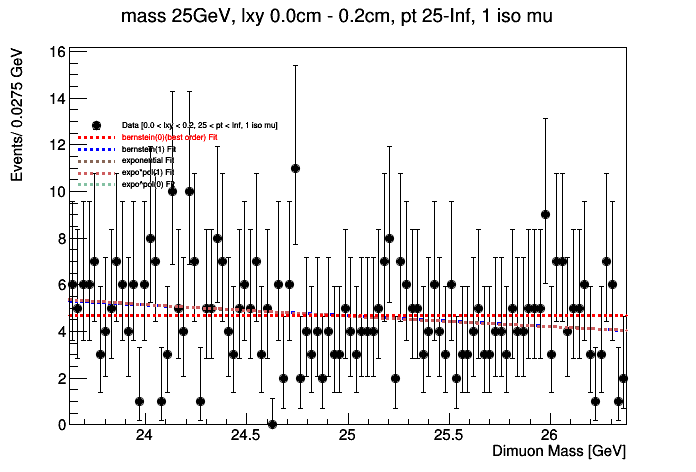 mass 25GeV, lxy 0.0cm - 0.2cm, pt 25-Inf, 1 iso mu
Events/ 0.0275 GeV
16
14
12
10
8
6
4
2
0
Data [0.0 < lxy < 0.2, 25 < pt < Inf, 1 iso mu]
bernstein(0)(best order) Fit
bernstein(1) Fit
exponential Fit
expo*pol(1) Fit
expo^pol(0) Fit
24
24.5
25
25.5
26
Dimuon Mass [GeV]